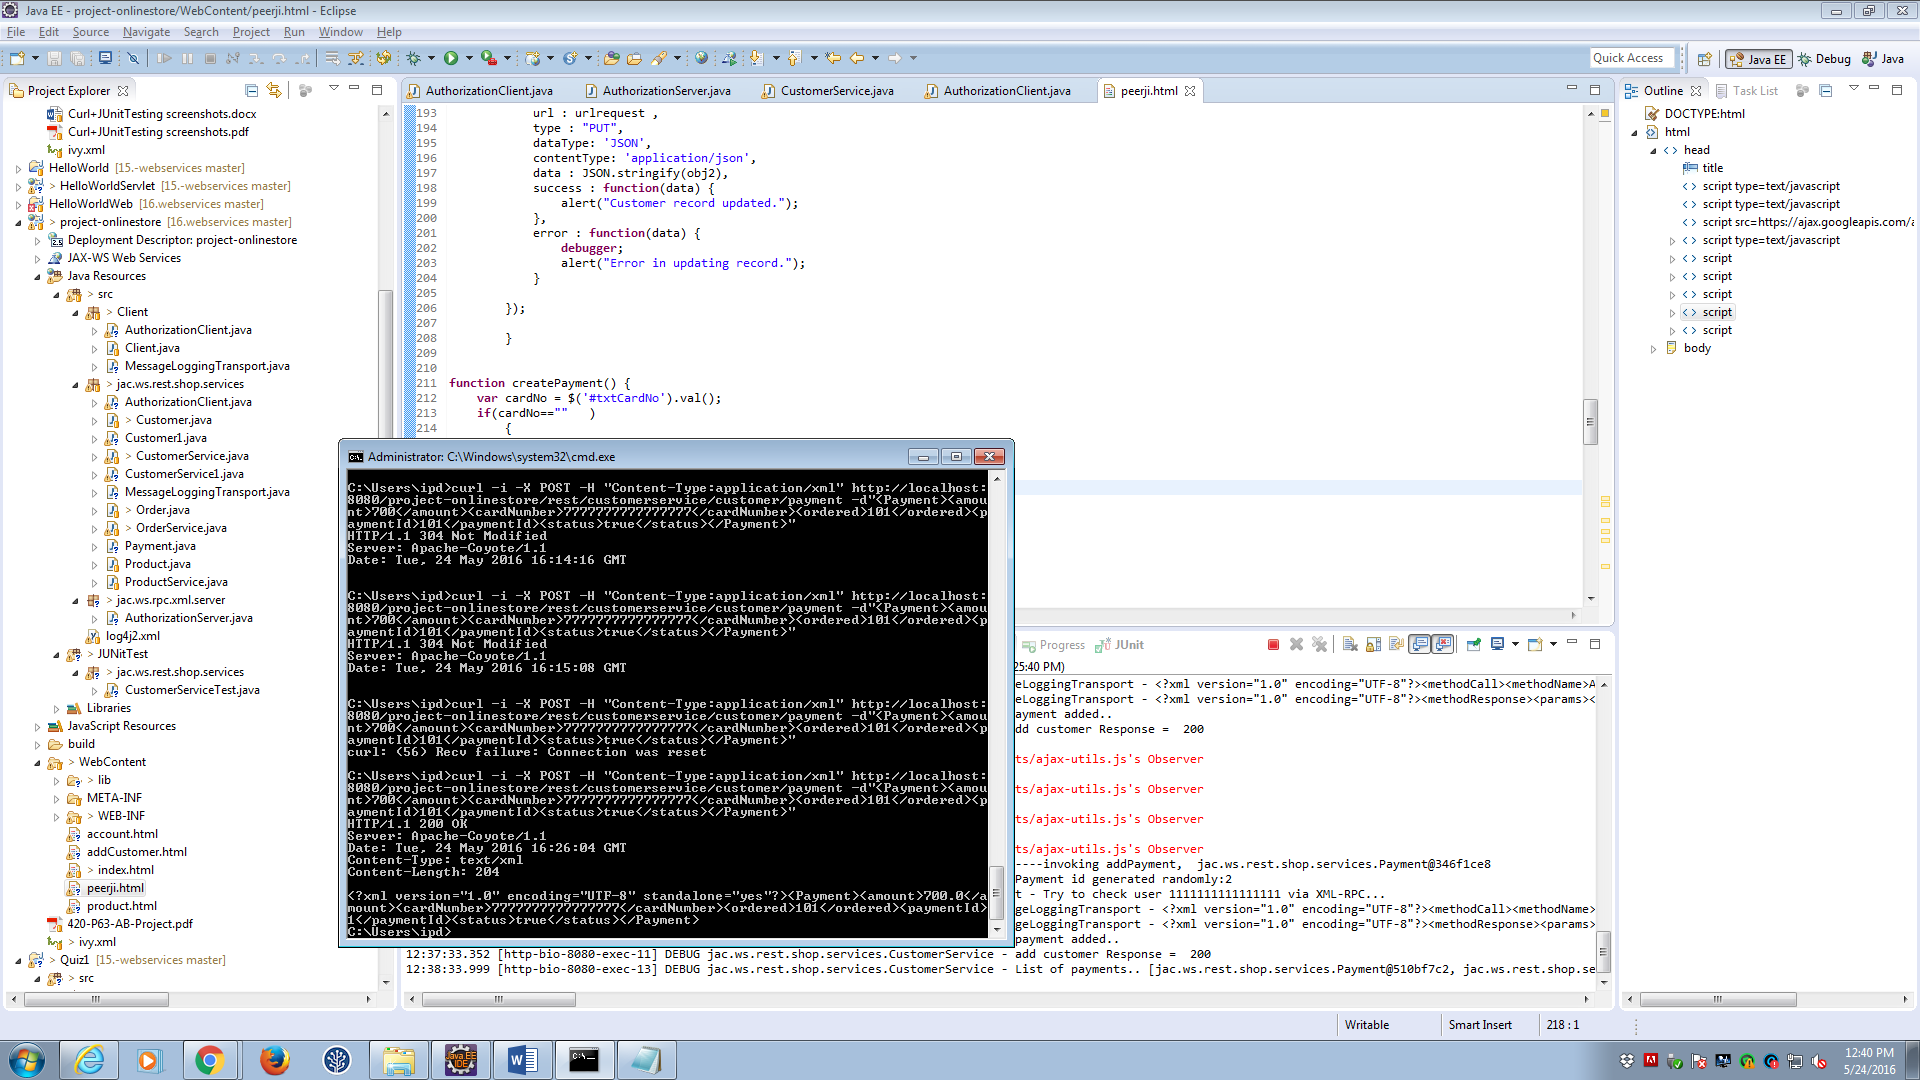 Java EE - project-onlinestore/WebContent/peerji.html - Eclipse
File Edit Source Navigate Search Project Run Window Help
Quick Access
Java EE
Debug
Java
Project Explorer
Curl+JUnitTesting screenshots.docx
Curl+JUnitTesting screenshots.pdf
ivy.xml
HelloWorld [15.-webservices master]
> HelloWorldServlet [15.-webservices master]
HelloWorldWeb [16.webservices master]
> project-onlinestore [16.webservices master]
Deployment Descriptor: project-onlinestore
JAX-WS Web Services
Java Resources
> src
> Client
AuthorizationClient.java
Client.java
MessageLoggingTransport.java
> jac.ws.rest.shop.services
AuthorizationClient.java
> Customer.java
Customer1.java
> CustomerService.java
CustomerService1.java
MessageLoggingTransport.java
> Order.java
> OrderService.java
Payment.java
Product.java
ProductService.java
> jac.ws.rpc.xml.server
AuthorizationServer.java
log4j2.xml
> JUNitTest
> jac.ws.rest.shop.services
CustomerServiceTest.java
Libraries
JavaScript Resources
build
> WebContent
> lib
META-INF
> WEB-INF
account.html
addCustomer.html
> index.html
peerji.html
product.html
420-P63-AB-Project.pdf
> ivy.xml
> Quiz1 [15.-webservices master]
> src
AuthorizationClient.java
AuthorizationServer.java
CustomerService.java
AuthorizationClient.java
peerji.html
193 url : urlrequest ,
194 type : "PUT",
195 dataType: 'JSON',
196 contentType: 'application/json',
197 data : JSON.stringify(obj2),
198 success : function(data) {
199 alert("Customer record updated.");
200 },
201 error : function(data) {
202 debugger;
203 alert("Error in updating record.");
204 }
205
206 });
207
208 }
209
210
211 function createPayment() {
212 var cardNo = $('#txtCardNo').val();
213 if(cardNo=="" )
214 {
Administrator: C:\Windows\system32\cmd.exe
C:\Users\ipd>curl -i -X POST -H "Content-Type:application/xml" http://localhost:
8080/project-onlinestore/rest/customerservice/customer/payment -d"<Payment><amou
nt>700</amount><cardNumber>7777777777777777</cardNumber><ordered>101</ordered><p
aymentId>101</paymentId><status>true</status></Payment>"
HTTP/1.1 304 Not Modified
Server: Apache-Coyote/1.1
Date: Tue, 24 May 2016 16:14:16 GMT
C:\Users\ipd>curl -i -X POST -H "Content-Type:application/xml" http://localhost:
8080/project-onlinestore/rest/customerservice/customer/payment -d"<Payment><amou
nt>700</amount><cardNumber>7777777777777777</cardNumber><ordered>101</ordered><p
aymentId>101</paymentId><status>true</status></Payment>"
HTTP/1.1 304 Not Modified
Server: Apache-Coyote/1.1
Date: Tue, 24 May 2016 16:15:08 GMT
C:\Users\ipd>curl -i -X POST -H "Content-Type:application/xml" http://localhost:
8080/project-onlinestore/rest/customerservice/customer/payment -d"<Payment><amou
nt>700</amount><cardNumber>7777777777777777</cardNumber><ordered>101</ordered><p
aymentId>101</paymentId><status>true</status></Payment>"
curl: (56) Recv failure: Connection was reset
C:\Users\ipd>curl -i -X POST -H "Content-Type:application/xml" http://localhost:
8080/project-onlinestore/rest/customerservice/customer/payment -d"<Payment><amou
nt>700</amount><cardNumber>7777777777777777</cardNumber><ordered>101</ordered><p
aymentId>101</paymentId><status>true</status></Payment>"
HTTP/1.1 200 OK
Server: Apache-Coyote/1.1
Date: Tue, 24 May 2016 16:26:04 GMT
Content-Type: text/xml
Content-Length: 204
<?xml version="1.0" encoding="UTF-8" standalone="yes"?><Payment><amount>700.0</a
mount><cardNumber>7777777777777777</cardNumber><ordered>101</ordered><paymentId>
1</paymentId><status>true</status></Payment>
C:\Users\ipd>
Progress
JUnit
25:40 PM)
geLoggingTransport - <?xml version="1.0" encoding="UTF-8"?><methodCall><methodName>A
geLoggingTransport - <?xml version="1.0" encoding="UTF-8"?><methodResponse><params><
ayment added..
dd customer Response = 200
ts/ajax-utils.js's Observer
ts/ajax-utils.js's Observer
ts/ajax-utils.js's Observer
ts/ajax-utils.js's Observer
----invoking addPayment, jac.ws.rest.shop.services.Payment@346f1ce8
Payment id generated randomly:2
t - Try to check user 1111111111111111 via XML-RPC...
geLoggingTransport - <?xml version="1.0" encoding="UTF-8"?><methodCall><methodName>
geLoggingTransport - <?xml version="1.0" encoding="UTF-8"?><methodResponse><params>
payment added..
12:37:33.352 [http-bio-8080-exec-11] DEBUG jac.ws.rest.shop.services.CustomerService - add customer Response = 200
12:38:33.999 [http-bio-8080-exec-13] DEBUG jac.ws.rest.shop.services.CustomerService - List of payments.. [jac.ws.rest.shop.services.Payment@510bf7c2, jac.ws.rest.shop.se
Outline
Task List
DOCTYPE:html
html
head
title
script type=text/javascript
script type=text/javascript
script src=https://ajax.googleapis.com/a
script type=text/javascript
script
script
script
script
script
body
Writable
Smart Insert
218 : 1
Java EE
IDE
12:40 PM
5/24/2016